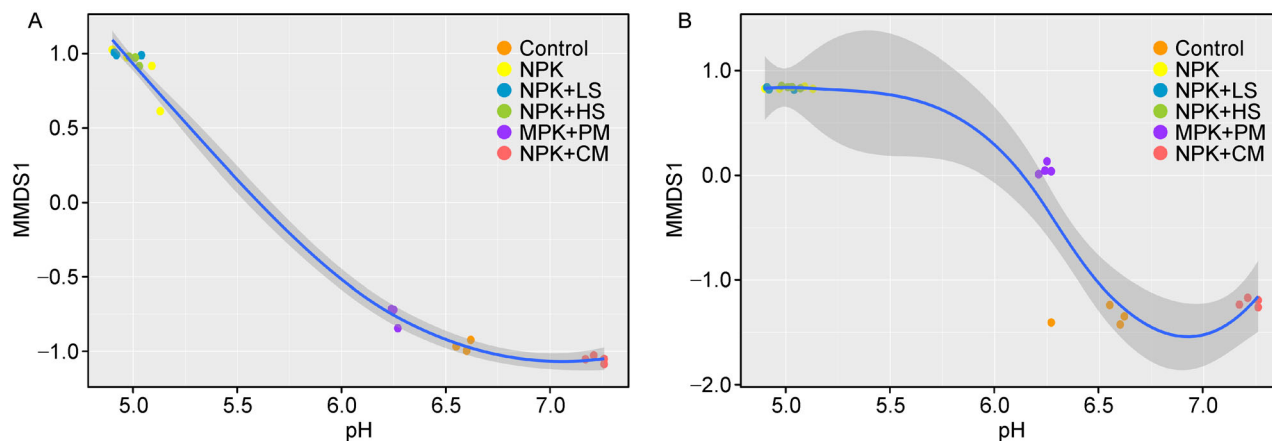 A
MMDS1
1.0
0.5
0.0
−0.5
−1.0
5.0 5.5 6.0 6.5 7.0
pH
Control
NPK
NPK+LS
NPK+HS
MPK+PM
NPK+CM
B
MMDS1
1.0
0.0
−1.0
−2.0
5.0 5.5 6.0 6.5 7.0
pH
Control
NPK
NPK+LS
NPK+HS
MPK+PM
NPK+CM